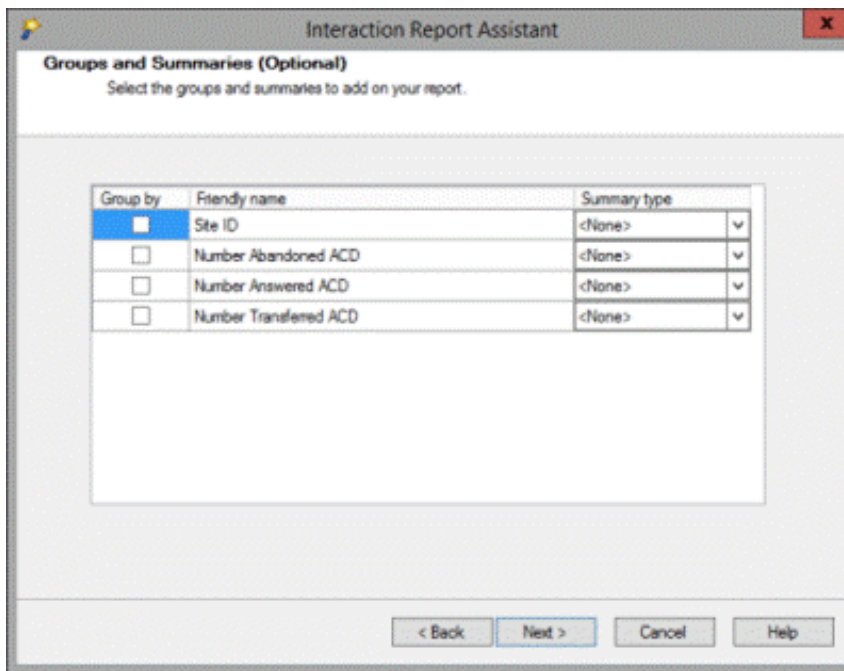 Interaction Report Assistant
x
Groups and Summaries (Optional)
Select the groups and summaries to add on your report.
Group by Friendly name Summary type
Site ID <None>
Number Abandoned ACD <None>
Number Answered ACD <None>
Number Transferred ACD <None>
< Back Next > Cancel Help